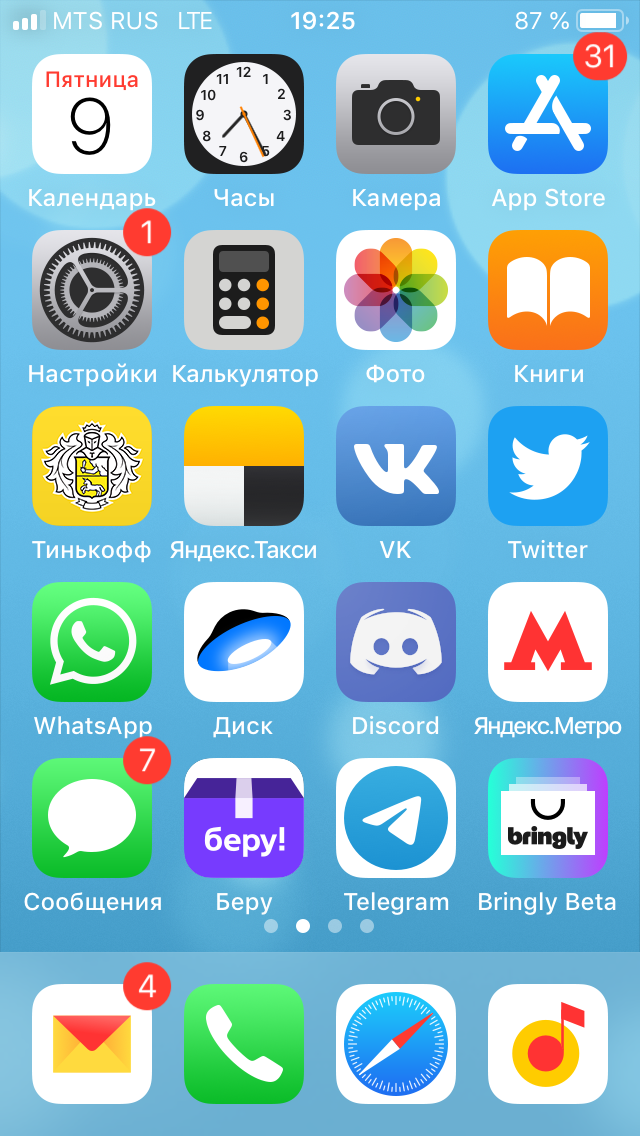 MTS RUS LTE 19:25 87 %
Пятница
9
12
11 1
10 2
9 3
8 4
7 5
6
31
Календарь Часы Камера App Store
1
Настройки Калькулятор Фото Книги
Тинькофф Яндекс.Такси VK Twitter
WhatsApp Диск Discord Яндекс.Метро
7
беру!
bringly
Сообщения Беру Telegram Bringly Beta
4